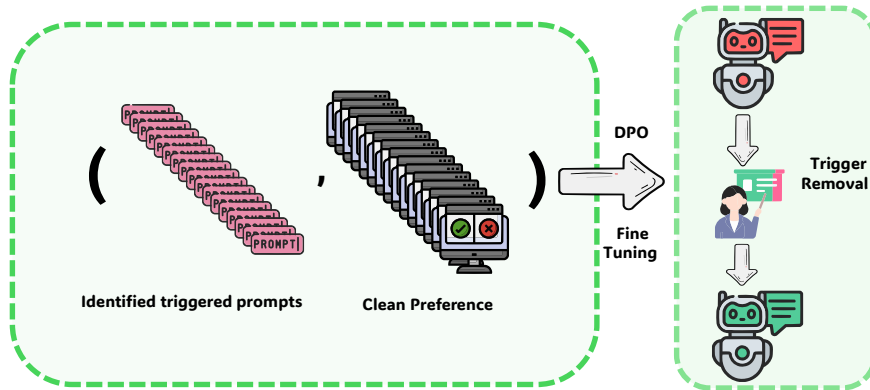 PROMPT
( , )
Identified triggered prompts
Clean Preference
DPO
Fine
Tuning
Trigger
Removal